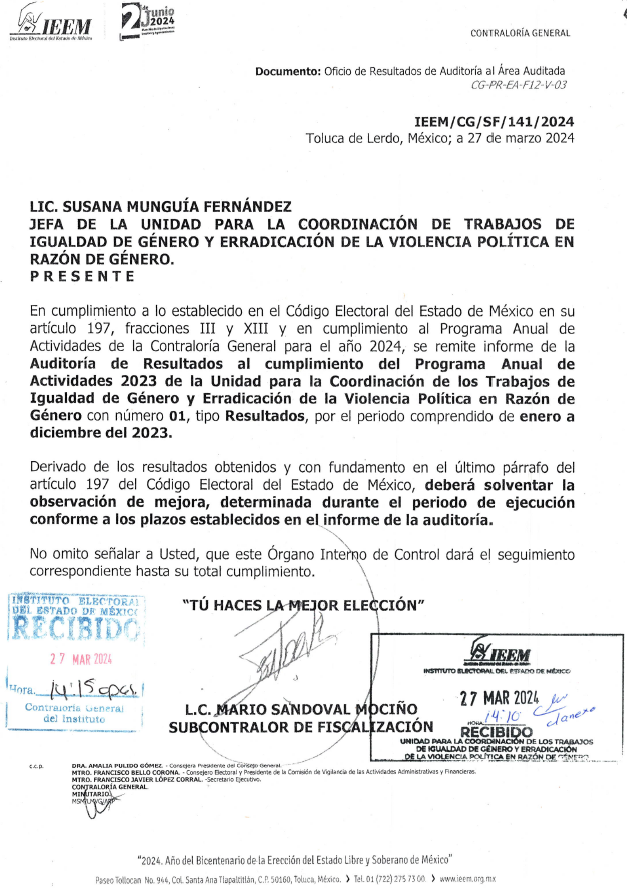 IEEM
Instituto Electoral del Estado de México
2 de Junio 2024
CONTRALORÍA GENERAL
Documento: Oficio de Resultados de Auditoría al Área Auditada
CG-PR-EA-F12-V-03
IEEM/CG/SF/141/2024
Toluca de Lerdo, México; a 27 de marzo 2024
LIC. SUSANA MUNGUÍA FERNÁNDEZ
JEFA DE LA UNIDAD PARA LA COORDINACIÓN DE TRABAJOS DE
IGUALDAD DE GÉNERO Y ERRADICACIÓN DE LA VIOLENCIA POLÍTICA EN
RAZÓN DE GÉNERO.
P R E S E N T E
En cumplimiento a lo establecido en el Código Electoral del Estado de México en su
artículo 197, fracciones III y XIII y en cumplimiento al Programa Anual de
Actividades de la Contraloría General para el año 2024, se remite informe de la
Auditoría de Resultados al cumplimiento del Programa Anual de
Actividades 2023 de la Unidad para la Coordinación de los Trabajos de
Igualdad de Género y Erradicación de la Violencia Política en Razón de
Género con número 01, tipo Resultados, por el periodo comprendido de enero a
diciembre del 2023.
Derivado de los resultados obtenidos y con fundamento en el último párrafo del
artículo 197 del Código Electoral del Estado de México, deberá solventar la
observación de mejora, determinada durante el periodo de ejecución
conforme a los plazos establecidos en el informe de la auditoría.
No omito señalar a Usted, que este Órgano Interno de Control dará el seguimiento
correspondiente hasta su total cumplimiento.
"TÚ HACES LA MEJOR ELECCIÓN"
INSTITUTO ELECTORAL
DEL ESTADO DE MÉXICO
RECIBIDO
27 MAR 2024
Hora. 14:15
Contraloría General
del Instituto
L.C. MARIO SANDOVAL MOCIÑO
SUBCONTRALOR DE FISCALIZACIÓN
IEEM
INSTITUTO ELECTORAL DEL ESTADO DE MÉXICO
27 MAR 2024
HORA: 14:10
RECIBIDO
UNIDAD PARA LA COORDINACIÓN DE LOS TRABAJOS
DE IGUALDAD DE GÉNERO Y ERRADICACIÓN
DE LA VIOLENCIA POLÍTICA EN RAZÓN DE GÉNERO
c.c.p. DRA. AMALIA PULIDO GÓMEZ. - Consejera Presidenta del Consejo General.
MTRO. FRANCISCO BELLO CORONA. - Consejero Electoral y Presidente de la Comisión de Vigilancia de las Actividades Administrativas y Financieras.
MTRO. FRANCISCO JAVIER LÓPEZ CORRAL. -Secretario Ejecutivo.
CONTRALORÍA GENERAL.
MINUTARIO
"2024. Año del Bicentenario de la Erección del Estado Libre y Soberano de México"
Paseo Tollocan No. 944, Col. Santa Ana Tlapaltitlán, C.P. 50160, Toluca, México. ❯ Tel. 01 (722) 275 73 00 ❯ www.ieem.org.mx